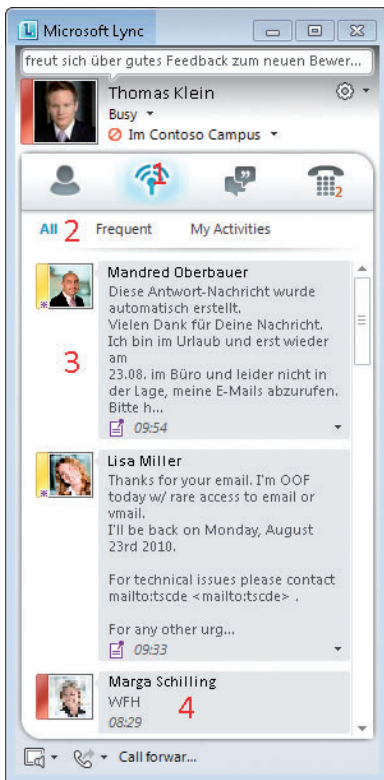 Microsoft Lync
freut sich über gutes Feedback zum neuen Bewer...
Thomas Klein
Busy
Im Contoso Campus
1
2
All 2 Frequent My Activities
Mandred Oberbauer
Diese Antwort-Nachricht wurde
automatisch erstellt.
Vielen Dank für Deine Nachricht.
Ich bin im Urlaub und erst wieder
am
23.08. im Büro und leider nicht in
der Lage, meine E-Mails abzurufen.
Bitte h...
09:54
3
Lisa Miller
Thanks for your email. I'm OOF
today w/ rare access to email or
vmail.
I'll be back on Monday, August
23rd 2010.
For technical issues please contact
mailto:tscde <mailto:tscde> .
For any other urg...
09:33
Marga Schilling
WFH
08:29
4
Call forwar...